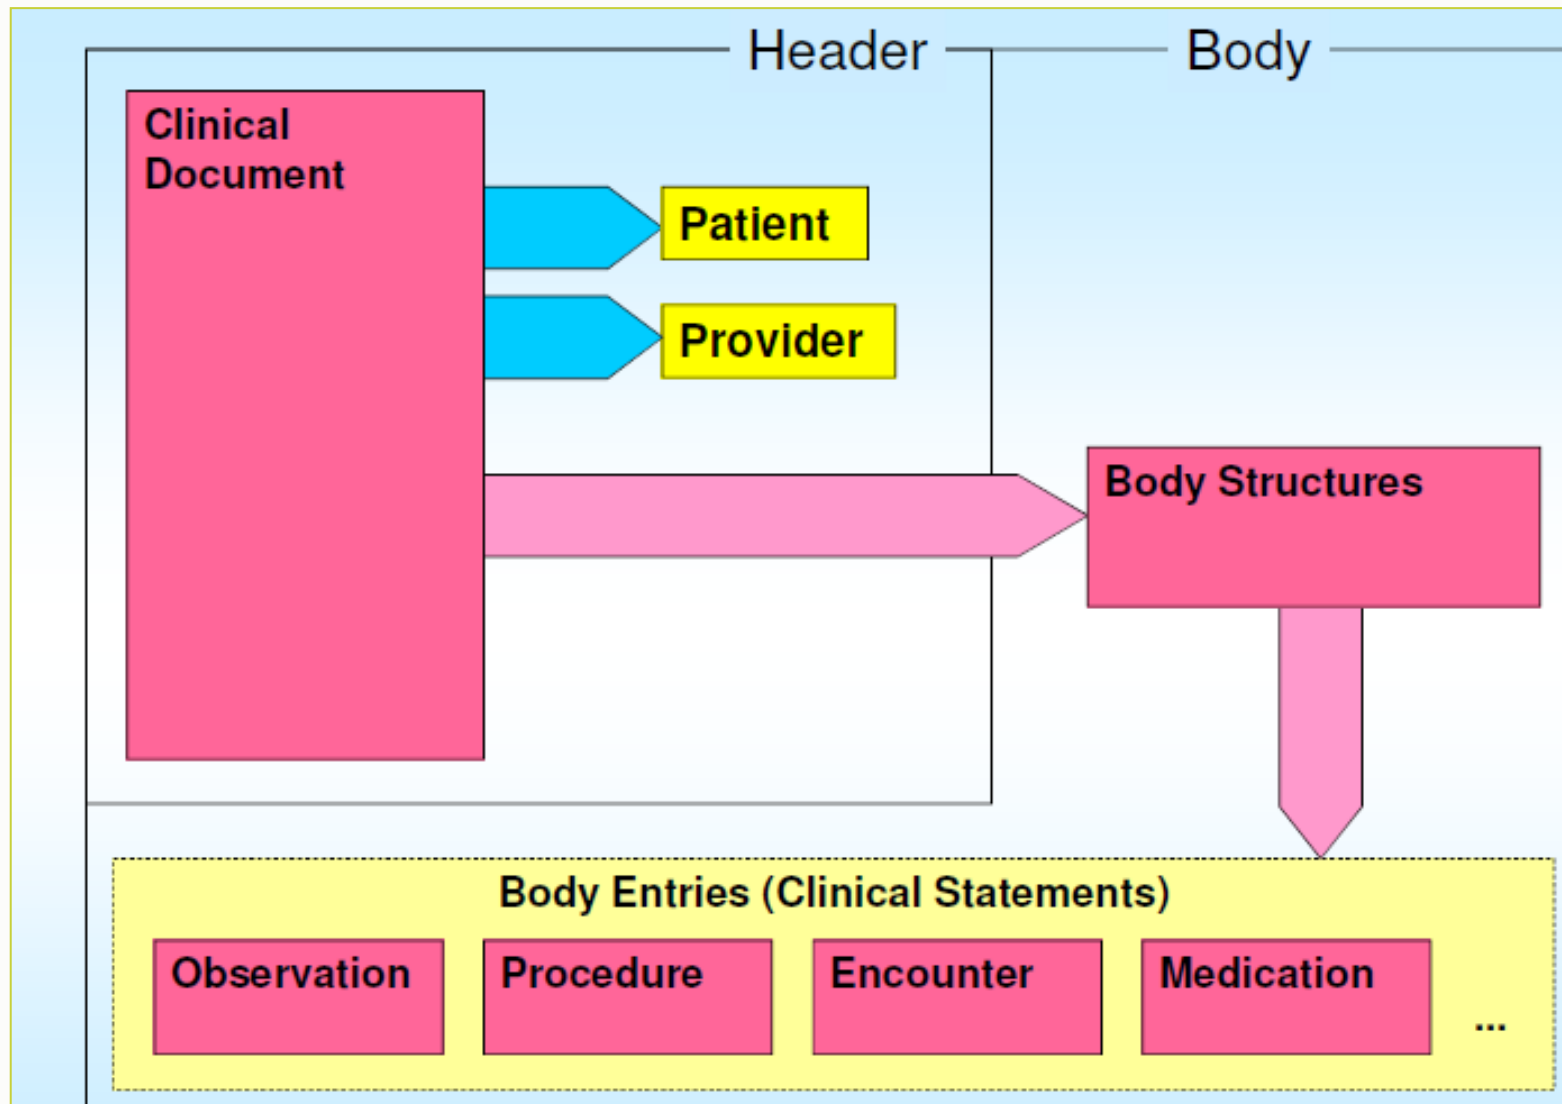 Header
Body
Clinical
Document
Patient
Provider
Body Structures
Body Entries (Clinical Statements)
Observation
Procedure
Encounter
Medication
...